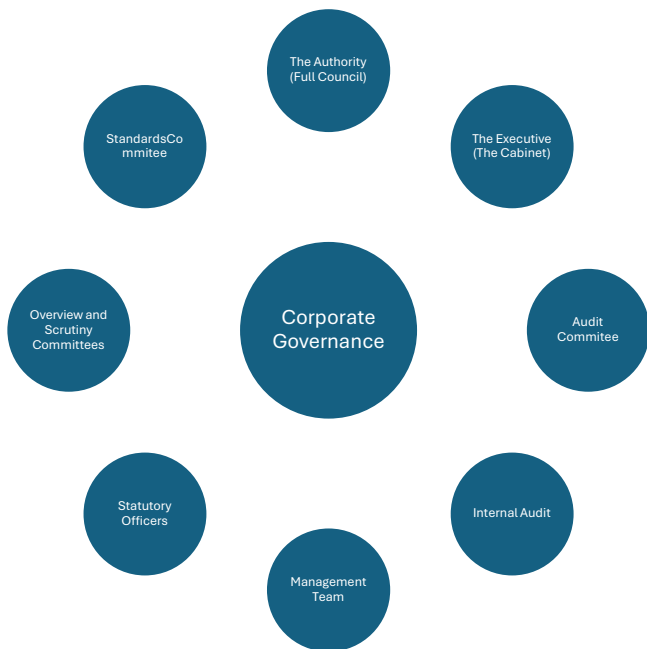 The Authority
(Full Council)
StandardsCo
mmitee
The Executive
(The Cabinet)
Overview and
Scrutiny
Committees
Corporate
Governance
Audit
Commitee
Statutory
Officers
Internal Audit
Management
Team